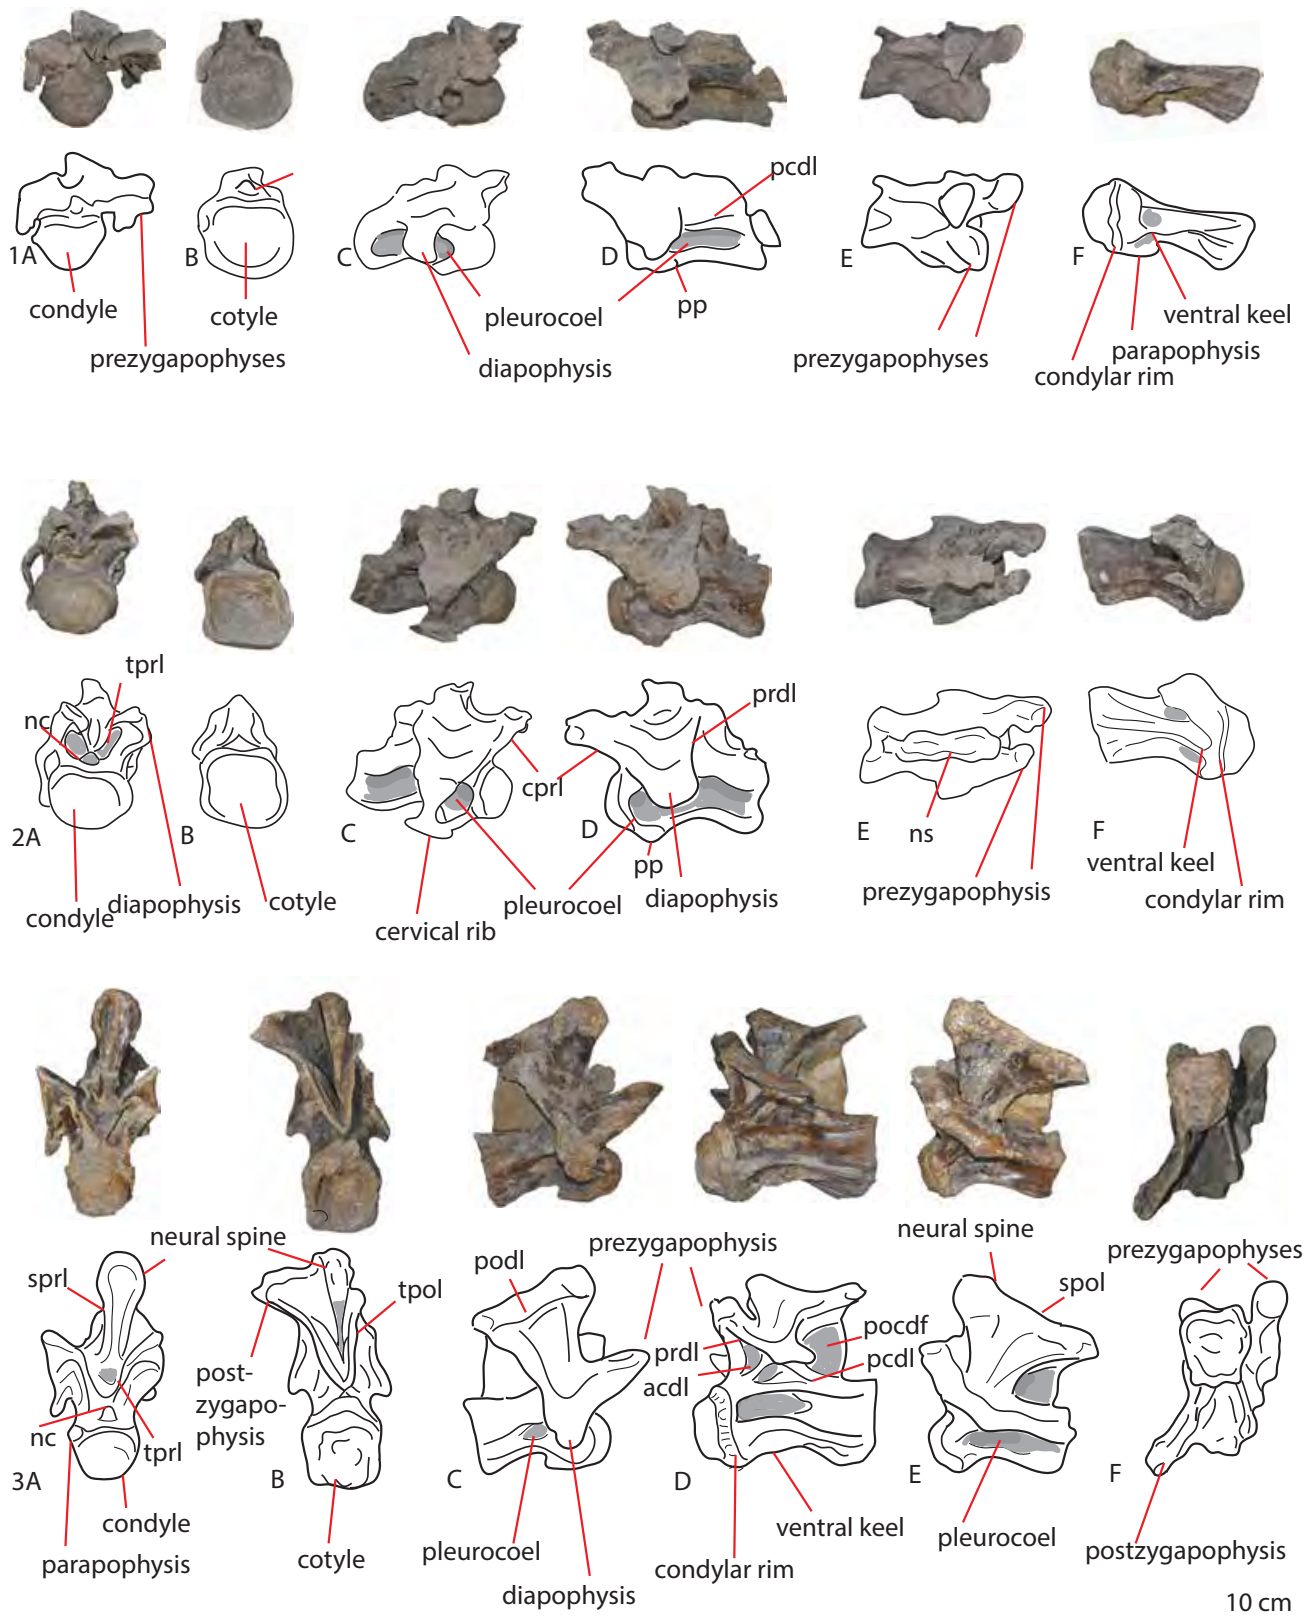 pcdl
1A
B
C
D
E
F
condyle
cotyle
pleurocoel
pp
ventral keel
prezygapophyses
diapophysis
prezygapophyses
parapophysis
condylar rim
tprl
nc
prdl
cprl
2A
B
C
D
E
ns
F
pp
ventral keel
condyle
diapophysis
cotyle
pleurocoel
diapophysis
prezygapophysis
condylar rim
cervical rib
neural spine
prezygapophysis
neural spine
prezygapophyses
sprl
podl
tpol
spol
pocdf
prdl
pcdl
acdl
post-
zygapo-
physis
nc
tprl
3A
B
C
D
E
F
condyle
parapophysis
cotyle
pleurocoel
diapophysis
condylar rim
ventral keel
pleurocoel
postzygapophysis
10 cm